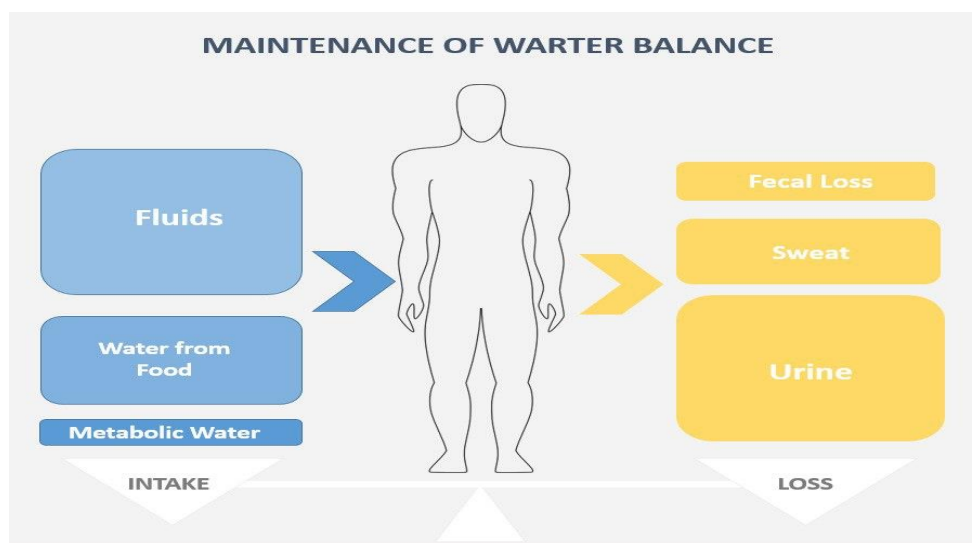 MAINTENANCE OF WARTER BALANCE
Fluids
Water from
Food
Metabolic Water
INTAKE
Fecal Loss
Sweat
Urine
LOSS